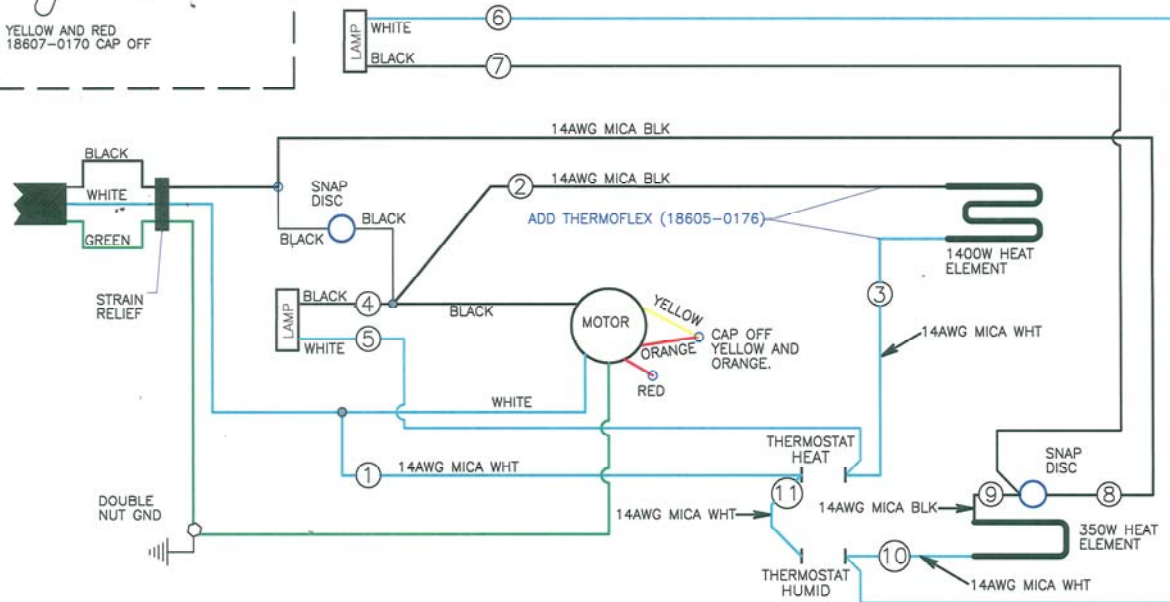 YELLOW AND RED
18607-0170 CAP OFF
LAMP
WHITE
6
BLACK
7
14AWG MICA BLK
BLACK
WHITE
GREEN
STRAIN
RELIEF
SNAP
DISC
BLACK
BLACK
2
14AWG MICA BLK
ADD THERMOFLEX (18605-0176)
1400W HEAT
ELEMENT
3
14AWG MICA WHT
LAMP
BLACK
4
WHITE
5
BLACK
MOTOR
YELLOW
ORANGE
RED
CAP OFF
YELLOW AND
ORANGE.
WHITE
1
14AWG MICA WHT
THERMOSTAT
HEAT
11
14AWG MICA WHT
THERMOSTAT
HUMID
SNAP
DISC
9
8
14AWG MICA BLK
350W HEAT
ELEMENT
10
14AWG MICA WHT
DOUBLE
NUT GND